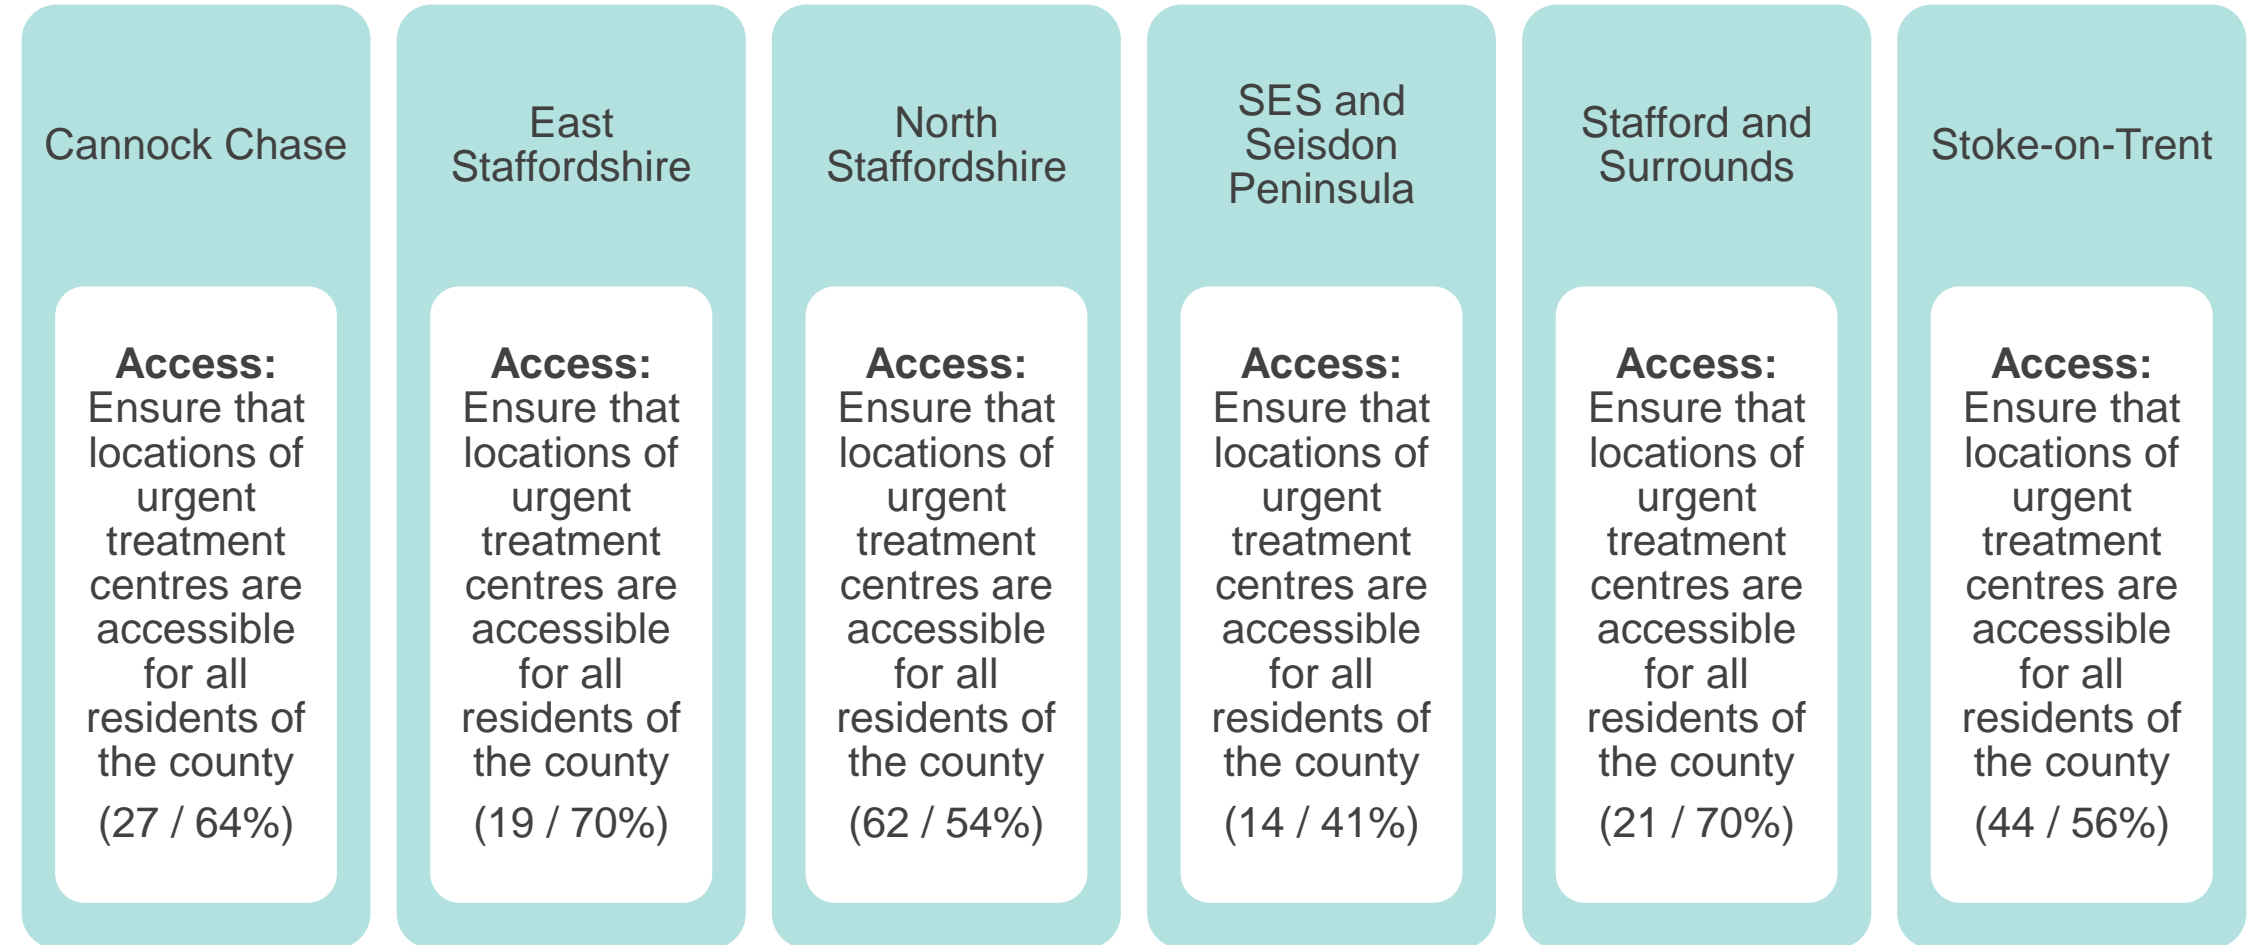 Cannock Chase
Access:
Ensure that
locations of
urgent
treatment
centres are
accessible
for all
residents of
the county
(27 / 64%)
East
Staffordshire
Access:
Ensure that
locations of
urgent
treatment
centres are
accessible
for all
residents of
the county
(19 / 70%)
North
Staffordshire
Access:
Ensure that
locations of
urgent
treatment
centres are
accessible
for all
residents of
the county
(62 / 54%)
SES and
Seisdon
Peninsula
Access:
Ensure that
locations of
urgent
treatment
centres are
accessible
for all
residents of
the county
(14 / 41%)
Stafford and
Surrounds
Access:
Ensure that
locations of
urgent
treatment
centres are
accessible
for all
residents of
the county
(21 / 70%)
Stoke-on-Trent
Access:
Ensure that
locations of
urgent
treatment
centres are
accessible
for all
residents of
the county
(44 / 56%)